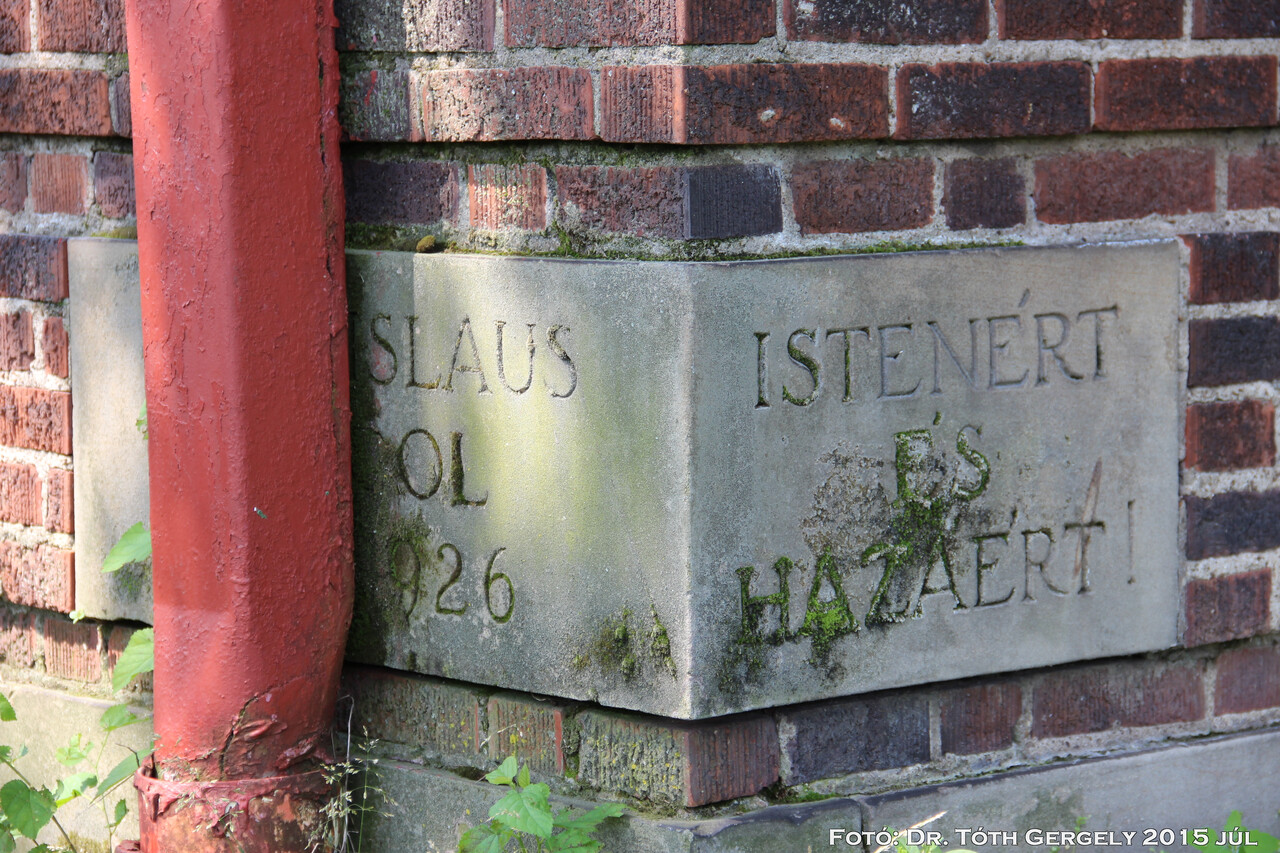 SLAUS
OL
926
ISTENÉRT
ÉS
HAZÁÉRT!
FOTÓ: DR. TÓTH GERGELY 2015 JÚL